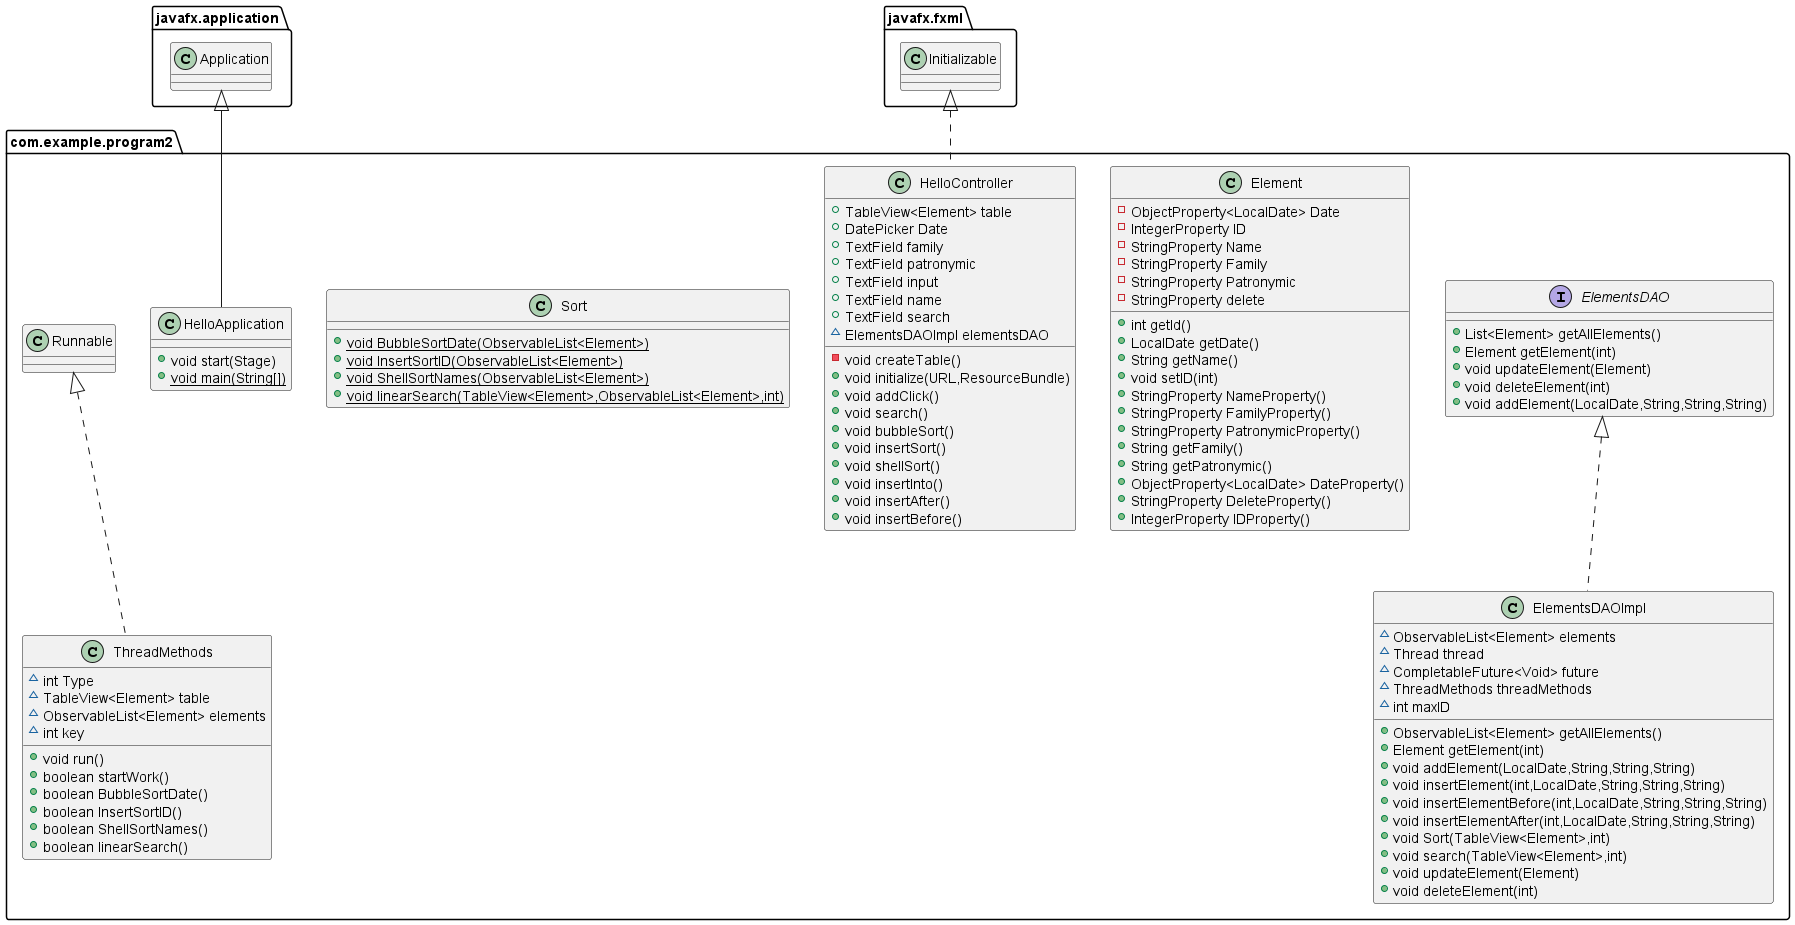 javafx.application
C Application
javafx.fxml
C Initializable
com.example.program2
C Runnable
C HelloApplication
void start(Stage)
void main(String[])
C Sort
void BubbleSortDate(ObservableList<Element>)
void InsertSortID(ObservableList<Element>)
void ShellSortNames(ObservableList<Element>)
void linearSearch(TableView<Element>,ObservableList<Element>,int)
C HelloController
TableView<Element> table
DatePicker Date
TextField family
TextField patronymic
TextField input
TextField name
TextField search
ElementsDAOImpl elementsDAO
void createTable()
void initialize(URL,ResourceBundle)
void addClick()
void search()
void bubbleSort()
void insertSort()
void shellSort()
void insertInto()
void insertAfter()
void insertBefore()
C Element
ObjectProperty<LocalDate> Date
IntegerProperty ID
StringProperty Name
StringProperty Family
StringProperty Patronymic
StringProperty delete
int getId()
LocalDate getDate()
String getName()
void setID(int)
StringProperty NameProperty()
StringProperty FamilyProperty()
StringProperty PatronymicProperty()
String getFamily()
String getPatronymic()
ObjectProperty<LocalDate> DateProperty()
StringProperty DeleteProperty()
IntegerProperty IDProperty()
I ElementsDAO
List<Element> getAllElements()
Element getElement(int)
void updateElement(Element)
void deleteElement(int)
void addElement(LocalDate,String,String,String)
C ThreadMethods
int Type
TableView<Element> table
ObservableList<Element> elements
int key
void run()
boolean startWork()
boolean BubbleSortDate()
boolean InsertSortID()
boolean ShellSortNames()
boolean linearSearch()
C ElementsDAOImpl
ObservableList<Element> elements
Thread thread
CompletableFuture<Void> future
ThreadMethods threadMethods
int maxID
ObservableList<Element> getAllElements()
Element getElement(int)
void addElement(LocalDate,String,String,String)
void insertElement(int,LocalDate,String,String,String)
void insertElementBefore(int,LocalDate,String,String,String)
void insertElementAfter(int,LocalDate,String,String,String)
void Sort(TableView<Element>,int)
void search(TableView<Element>,int)
void updateElement(Element)
void deleteElement(int)